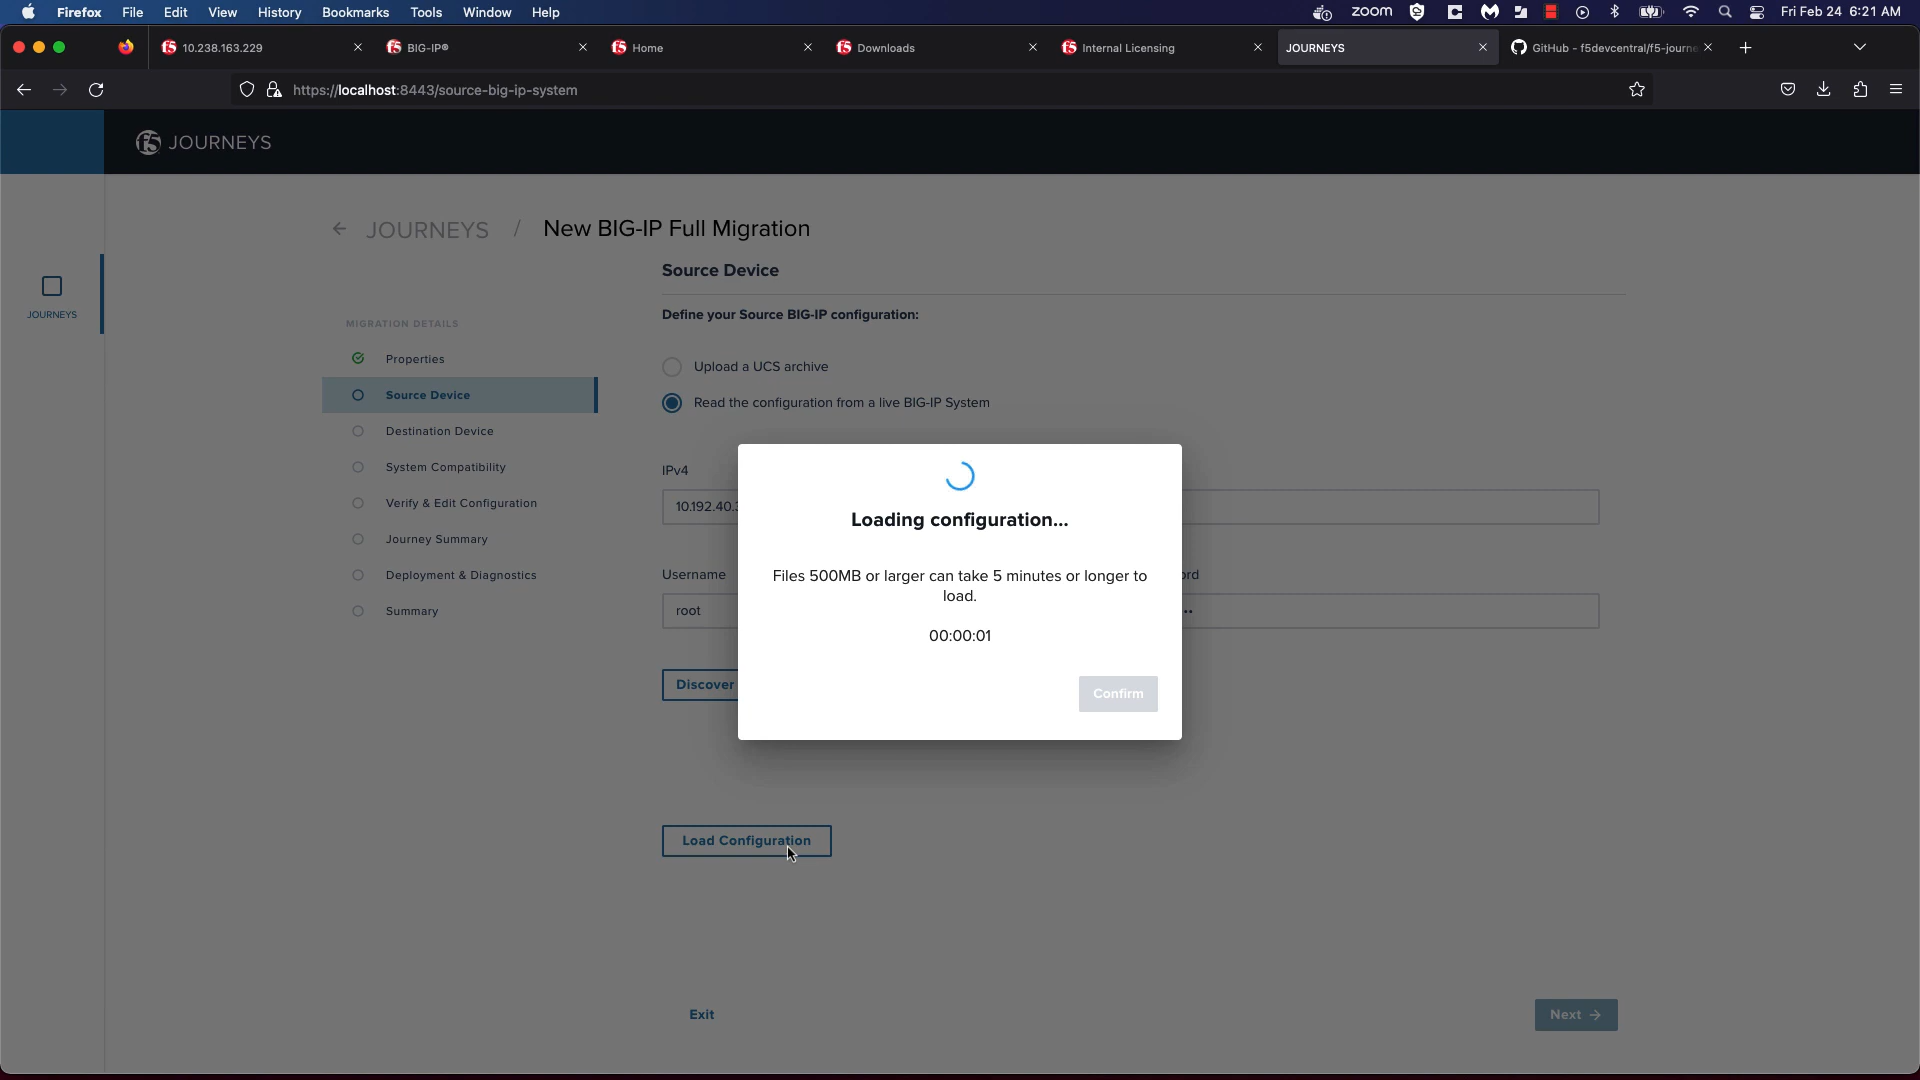 Firefox File Edit View History Bookmarks Tools Window Help zoom Fri Feb 24 6:21 AM
10.238.163.229 BIG-IP® Home Downloads Internal Licensing JOURNEYS GitHub - f5devcentral/f5-journe
https://localhost:8443/source-big-ip-system
f5 JOURNEYS
JOURNEYS / New BIG-IP Full Migration
Source Device
JOURNEYS
Define your Source BIG-IP configuration:
MIGRATION DETAILS
Properties
Source Device
Destination Device
System Compatibility
Verify & Edit Configuration
Journey Summary
Deployment & Diagnostics
Summary
Upload a UCS archive
Read the configuration from a live BIG-IP System
IPv4
10.192.40.
Username
root
Discover
Loading configuration...
Files 500MB or larger can take 5 minutes or longer to
load.
00:00:01
Confirm
Load Configuration
Exit
Next →